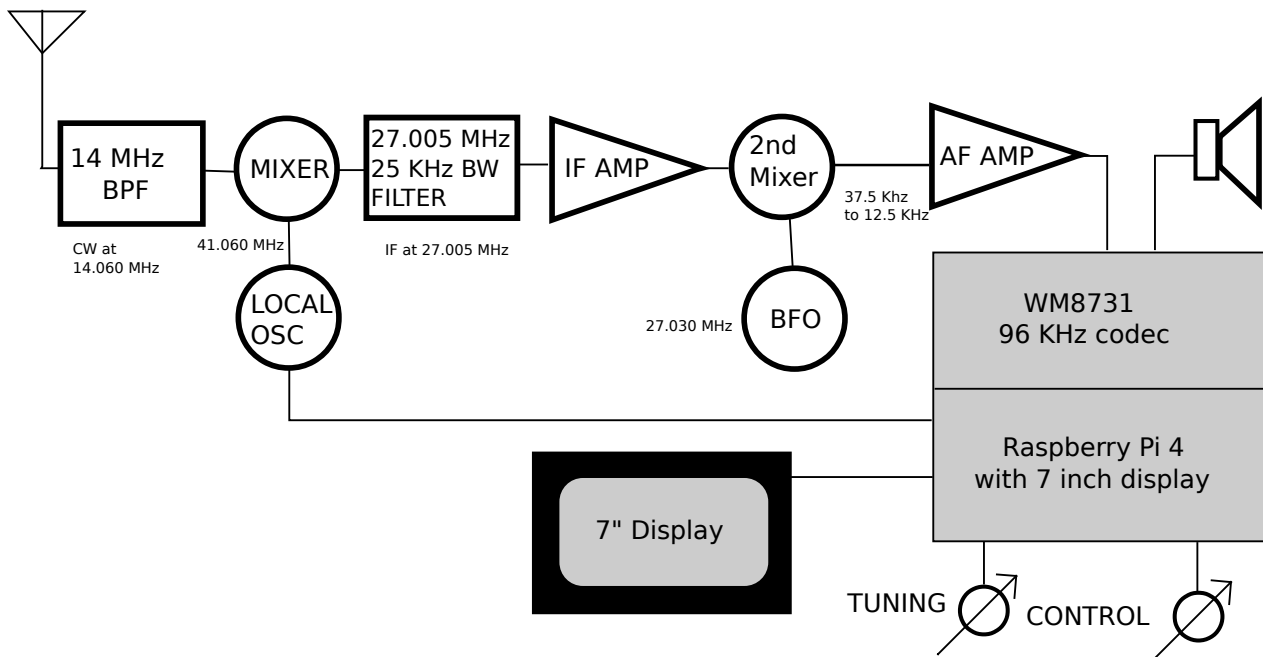 14 MHz
BPF
CW at
14.060 MHz
MIXER
41.060 MHz
LOCAL
OSC
27.005 MHz
25 KHz BW
FILTER
IF at 27.005 MHz
IF AMP
2nd
Mixer
BFO
27.030 MHz
37.5 Khz
to 12.5 KHz
AF AMP
WM8731
96 KHz codec
Raspberry Pi 4
with 7 inch display
7" Display
TUNING
CONTROL